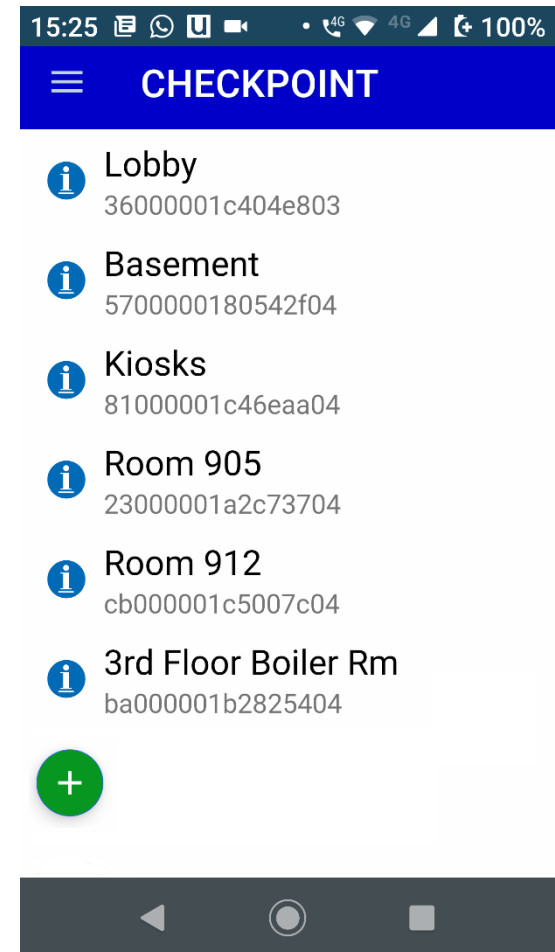 15:25 4G 4G 100%
CHECKPOINT
Lobby
36000001c404e803
Basement
5700000180542f04
Kiosks
81000001c46eaa04
Room 905
23000001a2c73704
Room 912
cb000001c5007c04
3rd Floor Boiler Rm
ba000001b2825404
+